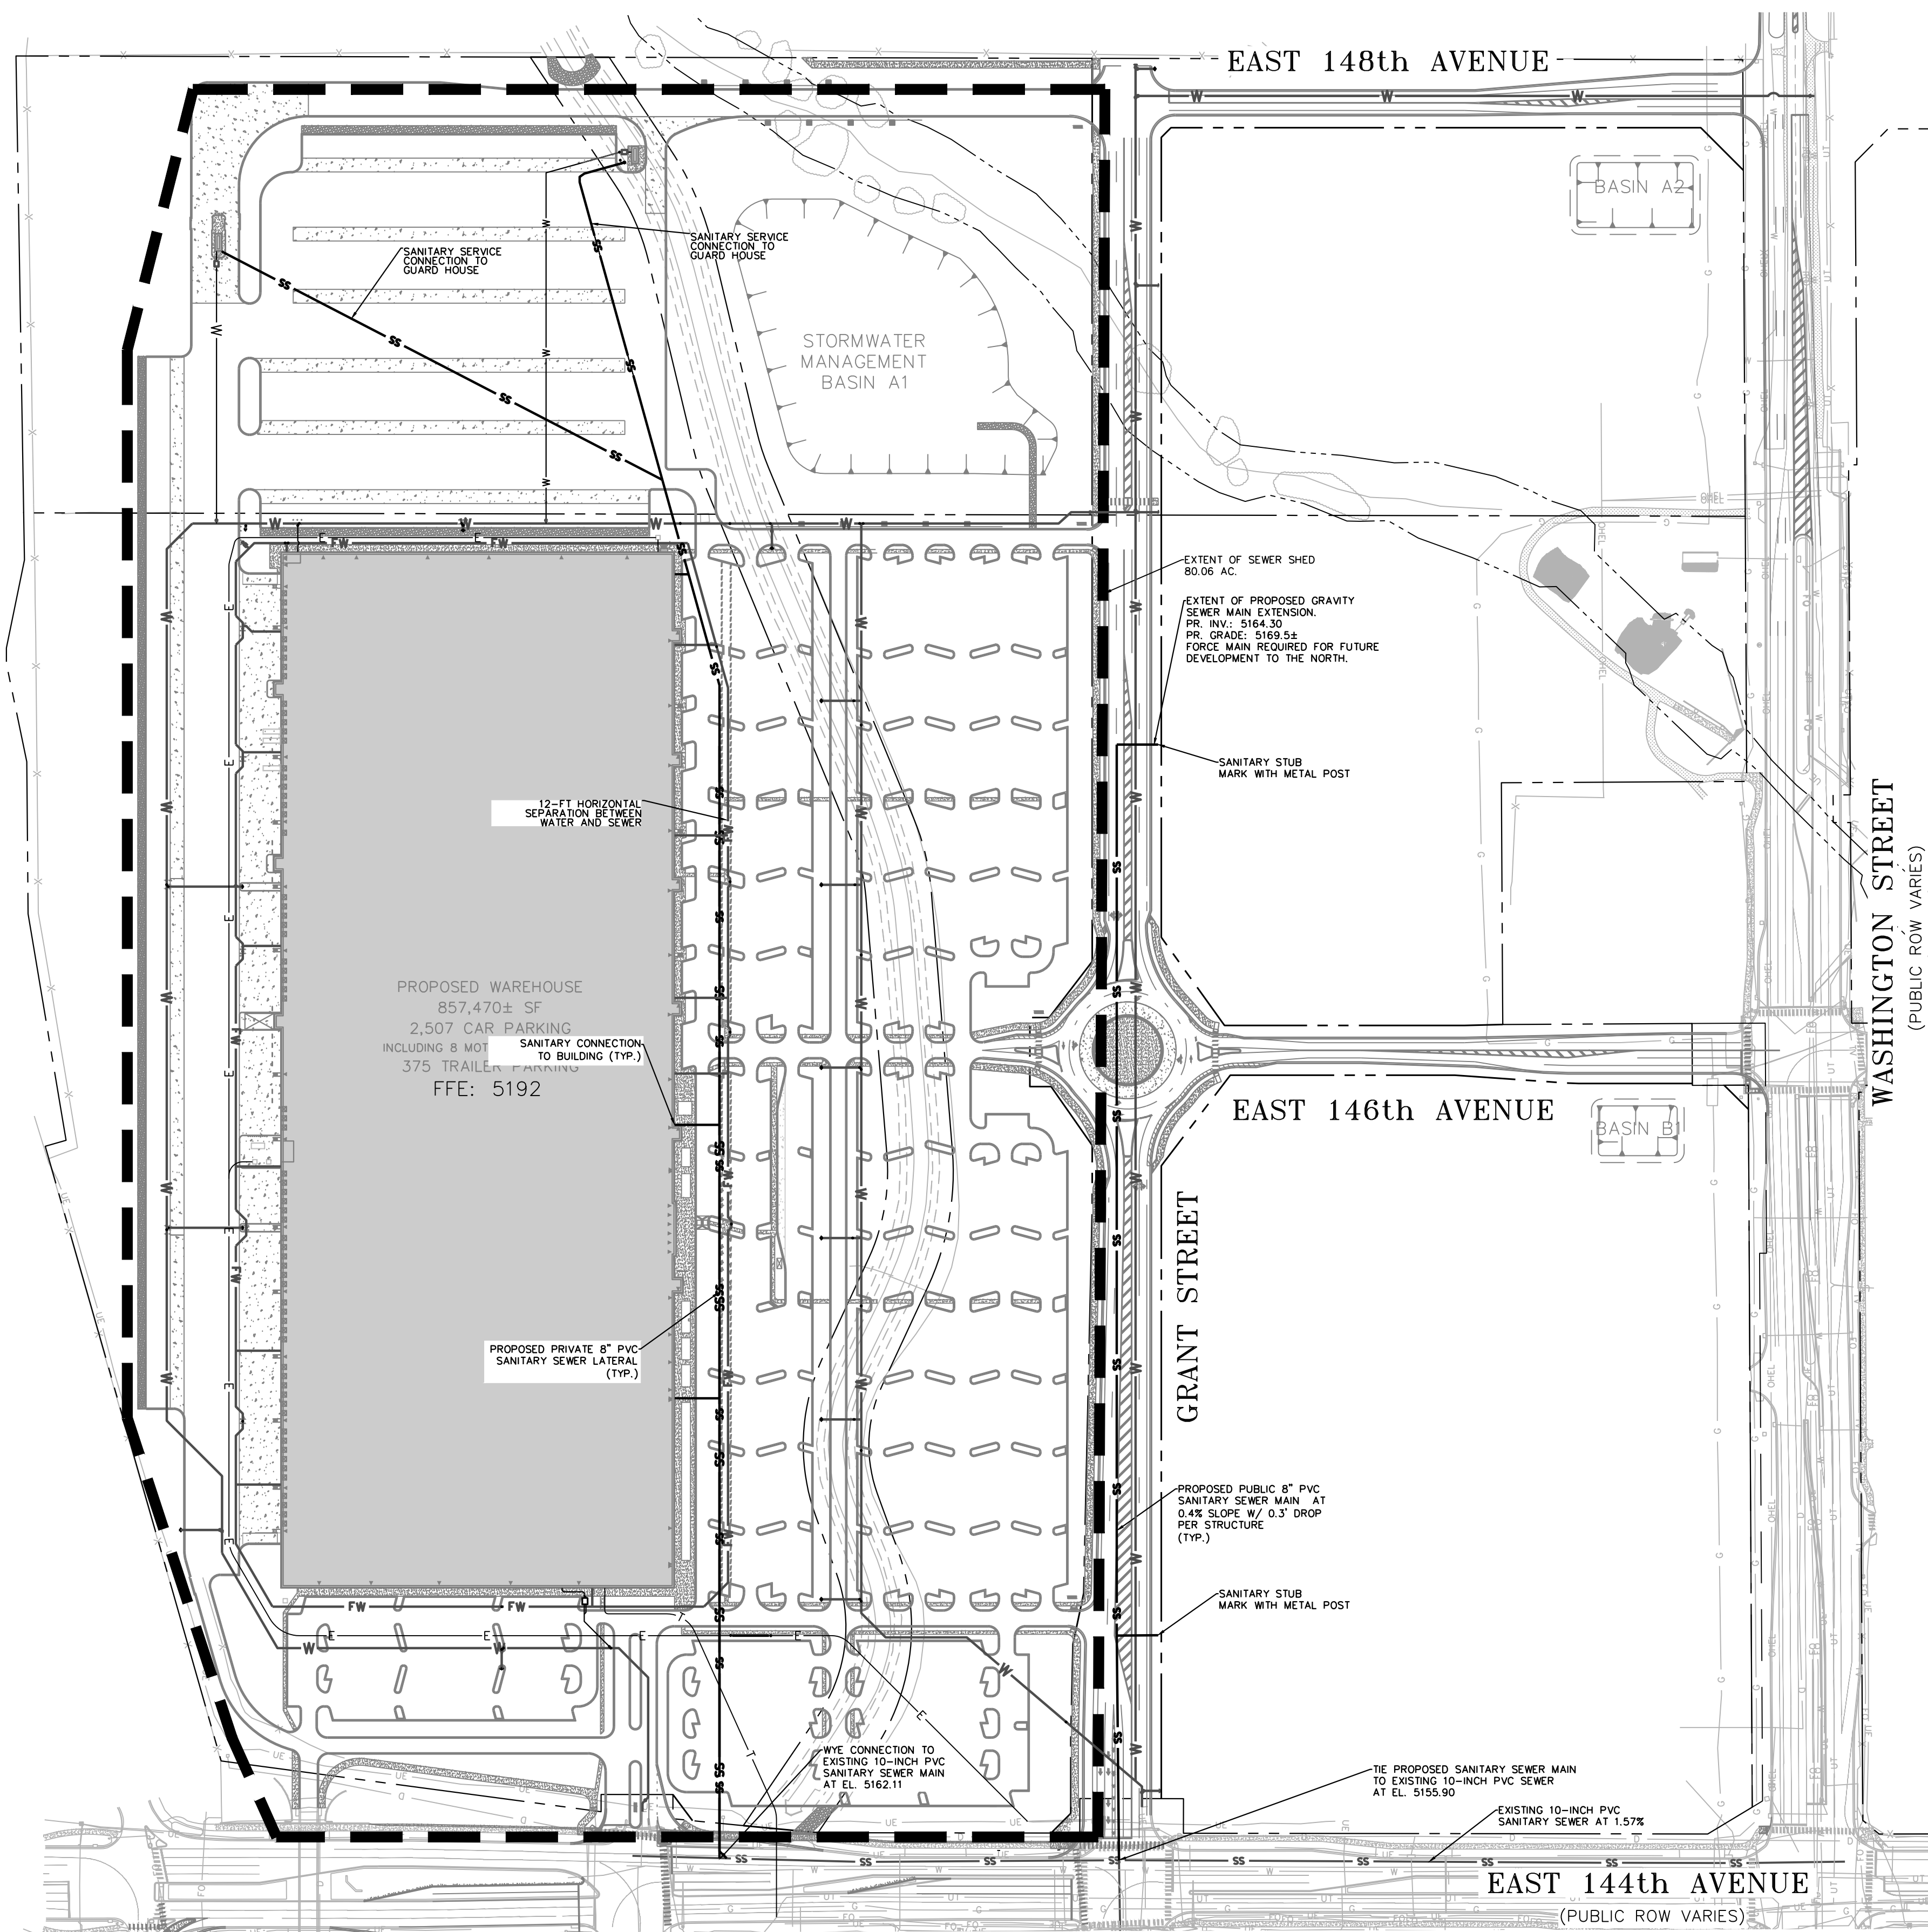 EAST 148th AVENUE
BASIN A2
SANITARY SERVICE
CONNECTION TO
GUARD HOUSE
SANITARY SERVICE
CONNECTION TO
GUARD HOUSE
STORMWATER
MANAGEMENT
BASIN A1
EXTENT OF SEWER SHED
80.06 AC.
EXTENT OF PROPOSED GRAVITY
SEWER MAIN EXTENSION.
PR. INV.: 5164.30
PR. GRADE: 5169.5±
FORCE MAIN REQUIRED FOR FUTURE
DEVELOPMENT TO THE NORTH.
SANITARY STUB
MARK WITH METAL POST
12-FT HORIZONTAL
SEPARATION BETWEEN
WATER AND SEWER
WASHINGTON STREET
(PUBLIC ROW VARIES)
PROPOSED WAREHOUSE
857,470± SF
2,507 CAR PARKING
INCLUDING 8 MOT
375 TRAILER PARKING
FFE: 5192
SANITARY CONNECTION
TO BUILDING (TYP.)
EAST 146th AVENUE
BASIN B1
GRANT STREET
PROPOSED PRIVATE 8" PVC
SANITARY SEWER LATERAL
(TYP.)
PROPOSED PUBLIC 8" PVC
SANITARY SEWER MAIN AT
0.4% SLOPE W/ 0.3' DROP
PER STRUCTURE
(TYP.)
SANITARY STUB
MARK WITH METAL POST
WYE CONNECTION TO
EXISTING 10-INCH PVC
SANITARY SEWER MAIN
AT EL. 5162.11
TIE PROPOSED SANITARY SEWER MAIN
TO EXISTING 10-INCH PVC SEWER
AT EL. 5155.90
EXISTING 10-INCH PVC
SANITARY SEWER AT 1.57%
EAST 144th AVENUE
(PUBLIC ROW VARIES)